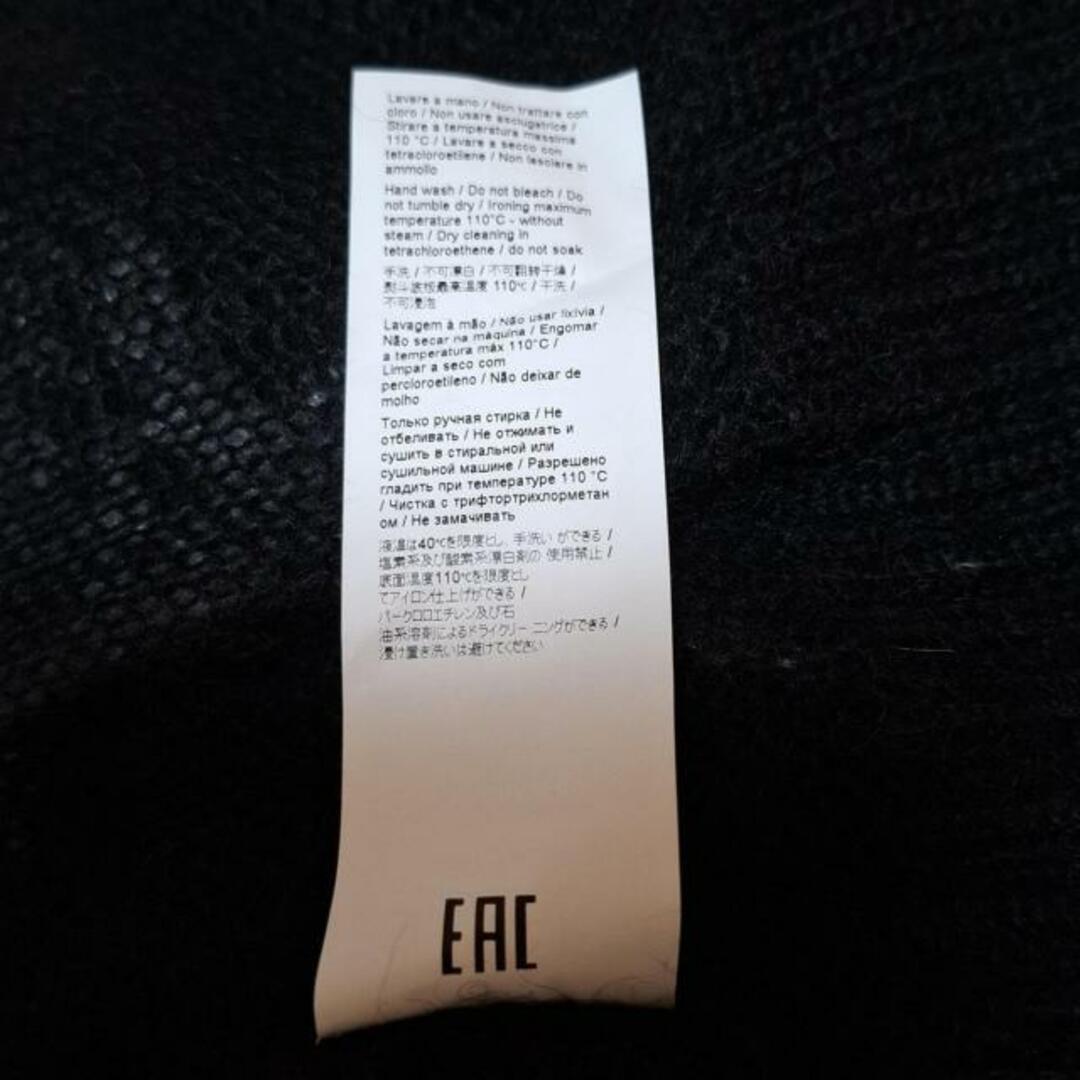 Lavare a mano / Non trattare con
cloro / Non usare asciugatrice /
Stirare a temperatura massima
110 °C / Lavare a secco con
tetracloroetilene / Non lasciare in
ammollo
Hand wash / Do not bleach / Do
not tumble dry / Ironing maximum
temperature 110°C - without
steam / Dry cleaning in
tetrachloroethene / do not soak
手洗 / 不可漂白 / 不可翻转干燥 /
熨斗底板最高温度 110℃ / 干洗 /
不可浸泡
Lavagem à mão / Não usar lixívia /
Não secar na máquina / Engomar
a temperatura máx 110°C /
Limpar a seco com
percloroetileno / Não deixar de
molho
Только ручная стирка / Не
отбеливать / Не отжимать и
сушить в стиральной или
сушильной машине / Разрешено
гладить при температуре 110 °C
/ Чистка с трифтортрихлорметан
ом / Не замачивать
液温は40℃を限度とし、手洗い ができる /
塩素系及び酸素系漂白剤の 使用禁止 /
底面温度110℃を限度とし
てアイロン仕上げができる /
パークロロエチレン及び石
油系溶剤によるドライクリー ニングができる /
浸け置き洗いは避けてください
EAC